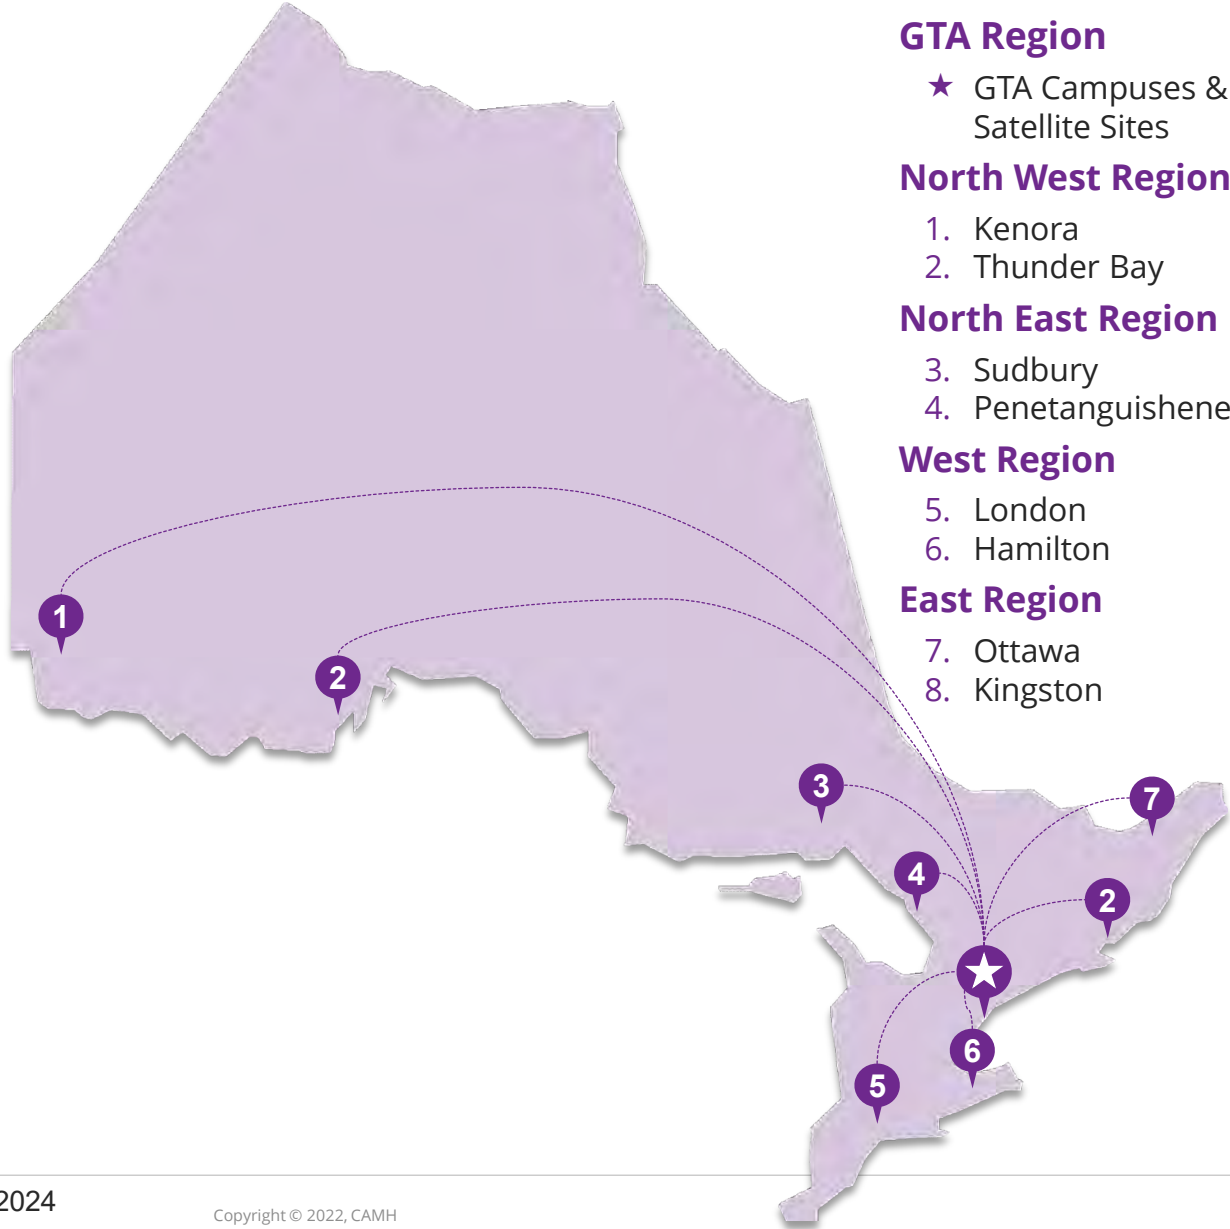 GTA Region
★ GTA Campuses &
Satellite Sites
North West Region
1. Kenora
2. Thunder Bay
North East Region
3. Sudbury
4. Penetanguishene
West Region
5. London
6. Hamilton
East Region
7. Ottawa
8. Kingston
1
2
3
7
4
2
6
5
2024
Copyright © 2022, CAMH